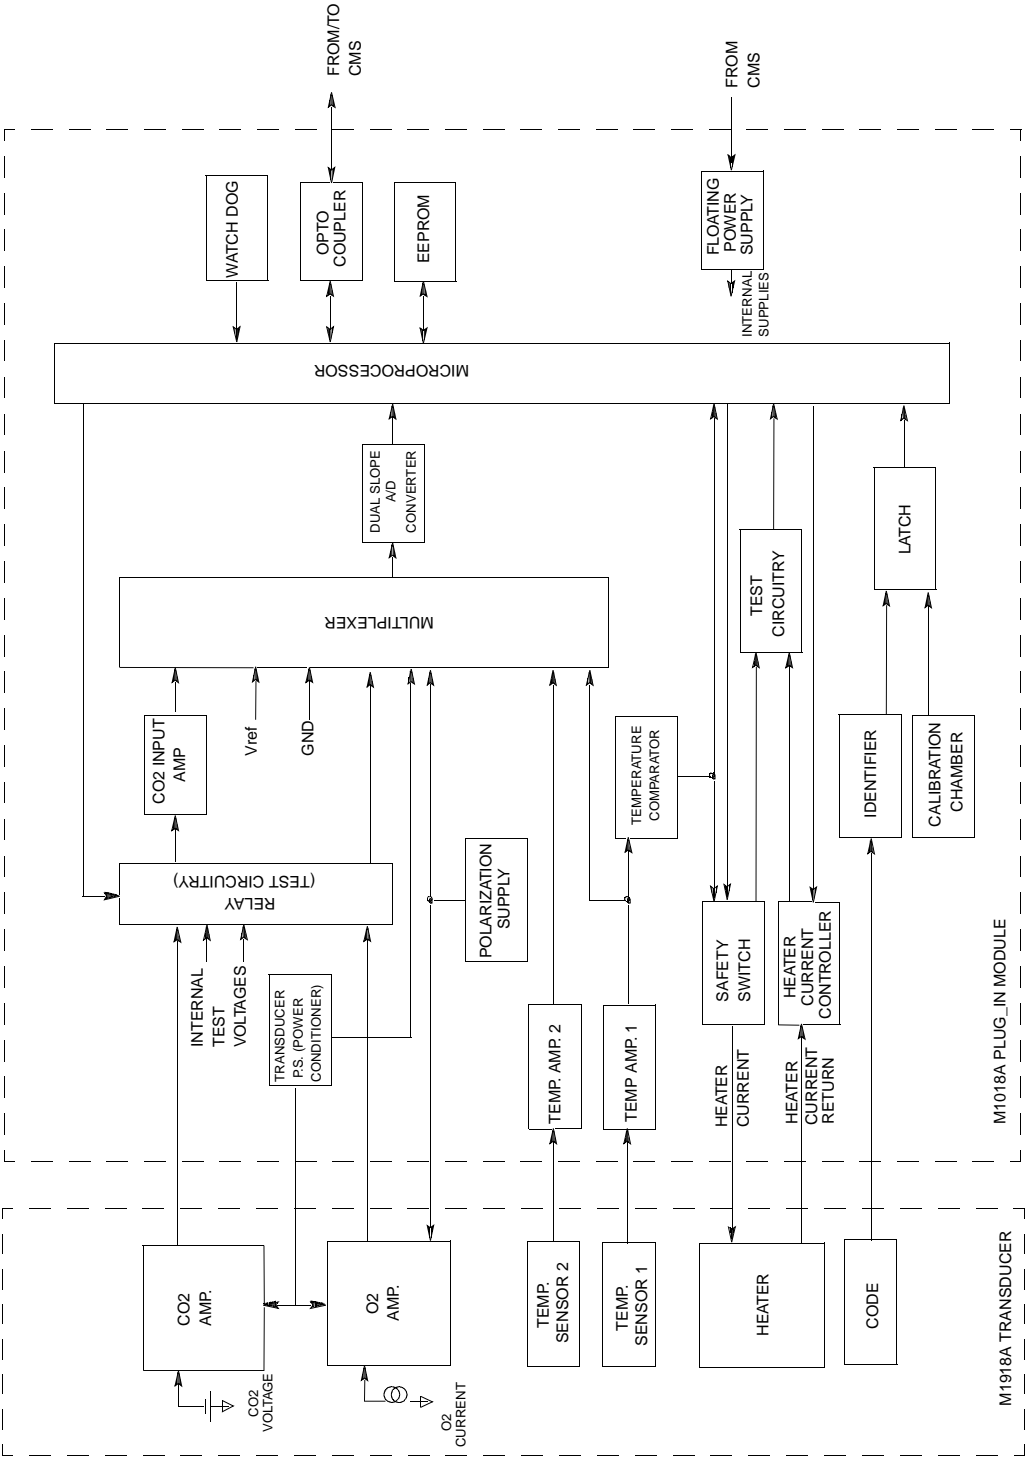 FROM/TO
CMS
FROM
CMS
WATCH DOG
OPTO
COUPLER
EEPROM
FLOATING
POWER
SUPPLY
INTERNAL
SUPPLIES
MICROPROCESSOR
DUAL SLOPE
A/D
CONVERTER
MULTIPLEXER
TEST
CIRCUITRY
LATCH
CO2 INPUT
AMP
Vref
GND
TEMPERATURE
COMPARATOR
IDENTIFIER
CALIBRATION
CHAMBER
RELAY
(TEST CIRCUITRY)
POLARIZATION
SUPPLY
INTERNAL
TEST
VOLTAGES
TRANSDUCER
P.S. (POWER
CONDITIONER)
SAFETY
SWITCH
HEATER
CURRENT
CONTROLLER
TEMP. AMP. 2
TEMP AMP. 1
HEATER
CURRENT
HEATER
CURRENT
RETURN
M1018A PLUG_IN MODULE
CO2
AMP.
O2
AMP.
TEMP.
SENSOR 2
TEMP.
SENSOR 1
HEATER
CODE
CO2
VOLTAGE
O2
CURRENT
M1918A TRANSDUCER